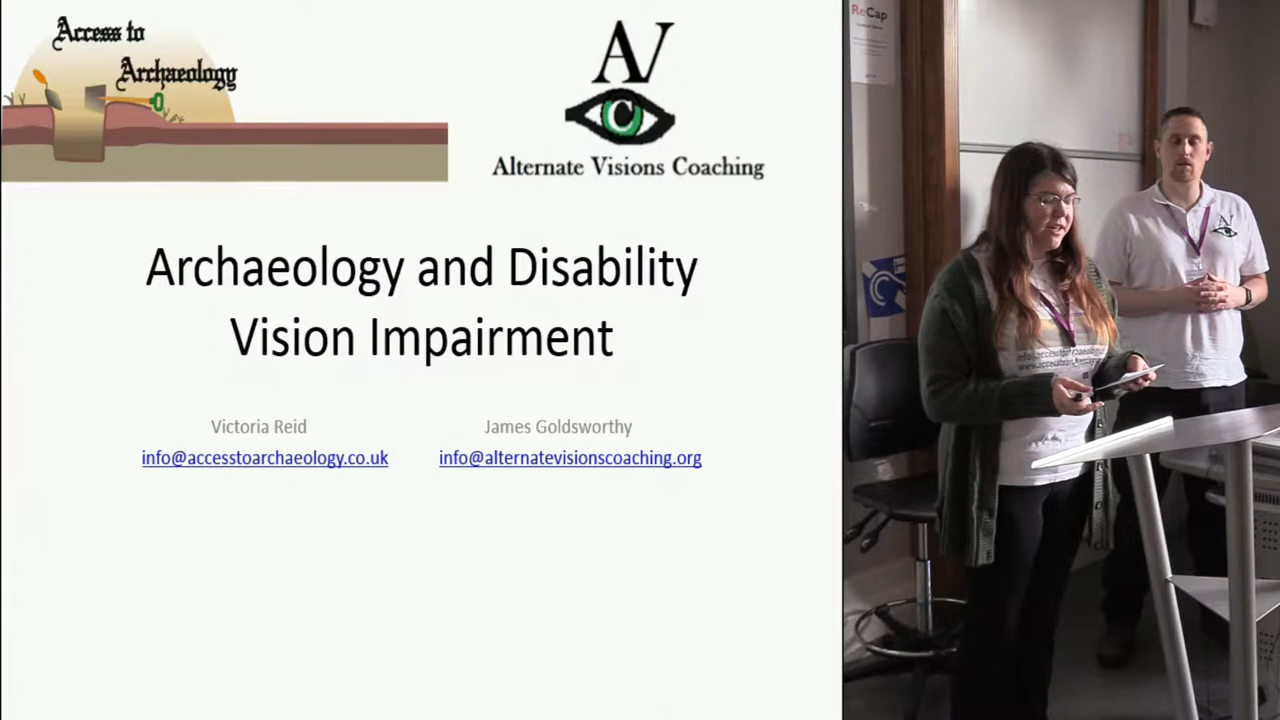 Access to
Archaeology
AV
C
Alternate Visions Coaching
Archaeology and Disability
Vision Impairment
Victoria Reid
James Goldsworthy
info@accesstoarchaeology.co.uk
info@alternatevisionscoaching.org
ReCap
AV